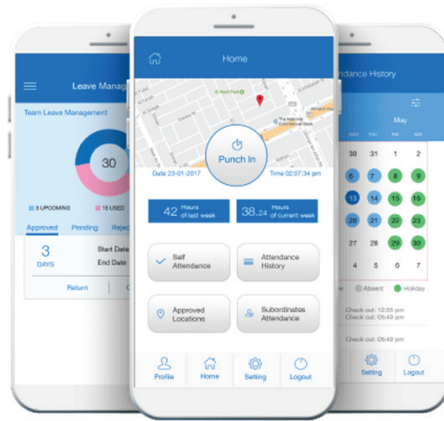 Leave Manag
Team Leave Management
30
3 UPCOMING
15 USED
Approved
Pending
Rejec
3
DAYS
Start Date
End Date
Return
Home
Punch In
Date 23-01-2017
Time 02:07:34 pm
42 Hours of last week
38.24 Hours of current week
Self
Attendance
Attendance
History
Approved
Locations
Subordinates
Attendance
Profile
Home
Setting
Logout
dance History
May
30 31 1 2
6 7 8 9
13 14 15 16
20 21 22 23
27 28 29 30
4 5 6 7
Absent
Holiday
Check out: 12:55 pm
Check out: 05:49 pm
Check out: 05:49 pm
Setting
Logout